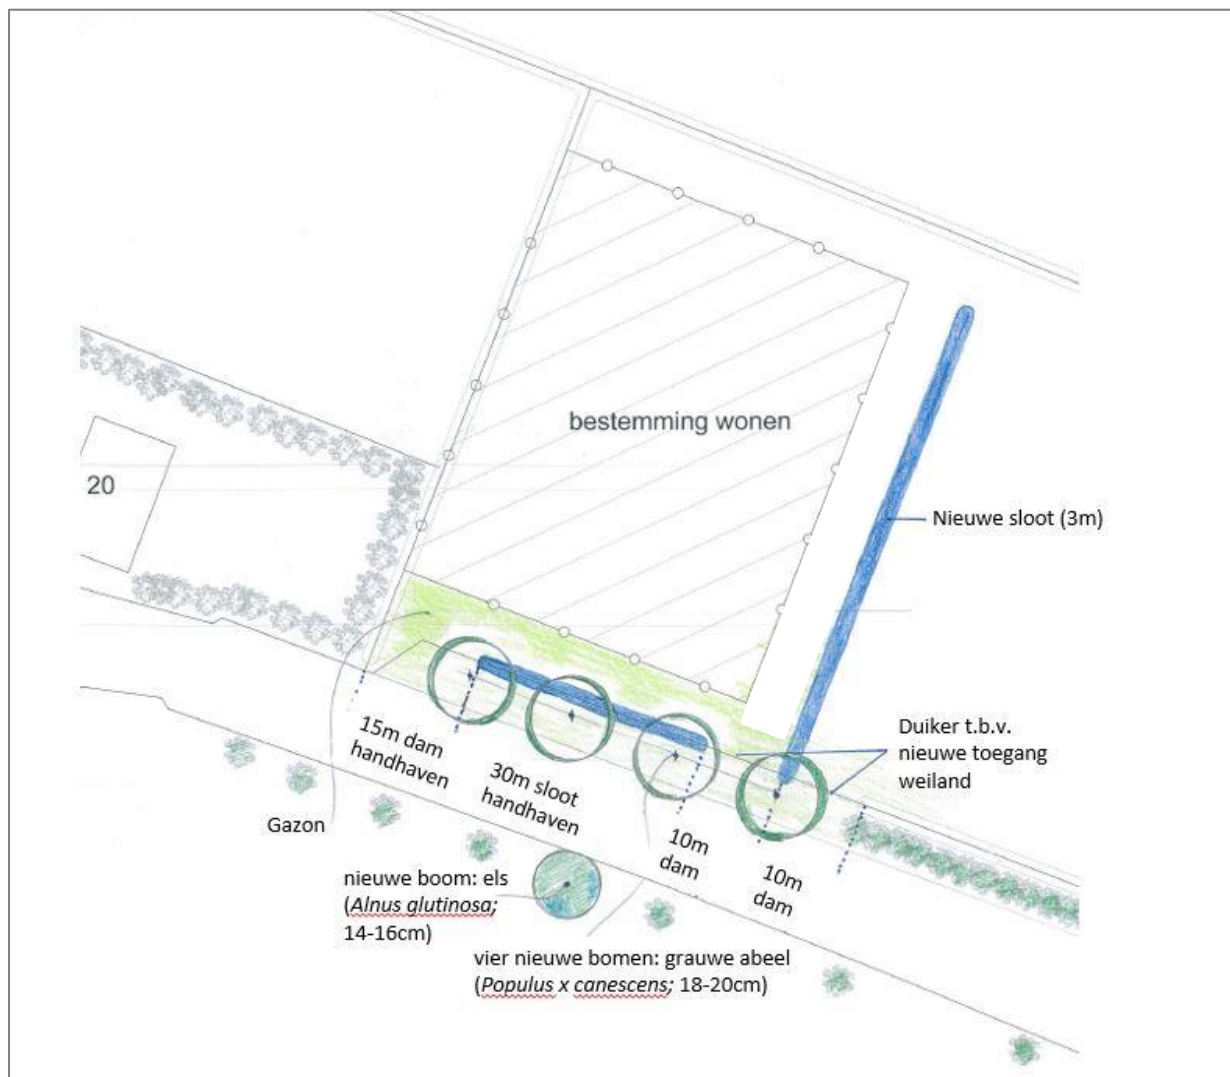 bestemming wonen
20
Nieuwe sloot (3m)
Duiker t.b.v.
nieuwe toegang
weiland
15m dam
handhaven
30m sloot
handhaven
10m
dam
10m
dam
Gazon
nieuwe boom: els
(Alnus glutinosa;
14-16cm)
vier nieuwe bomen: grauwe abeel
(Populus x canescens; 18-20cm)